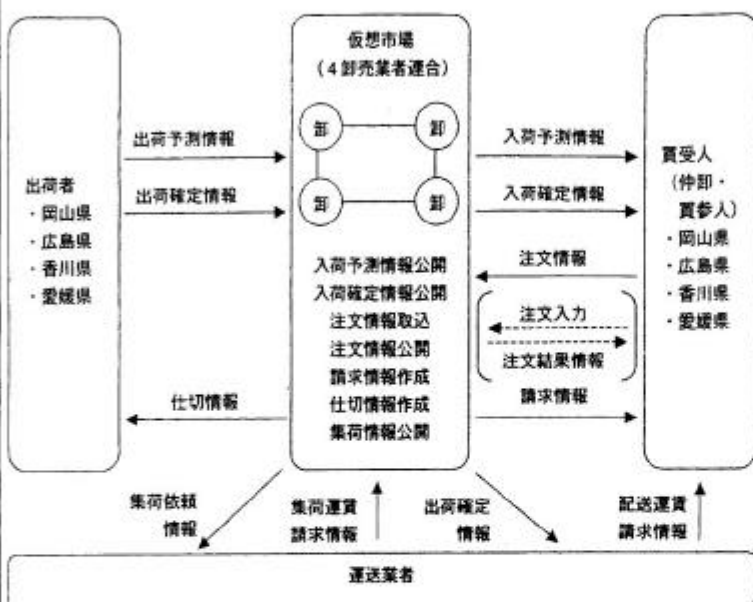 仮想市場
(4卸売業者連合)
卸
卸
卸
卸
入荷予測情報公開
入荷確定情報公開
注文情報取込
注文情報公開
請求情報作成
仕切情報作成
集荷情報公開
出荷者
・岡山県
・広島県
・香川県
・愛媛県
出荷予測情報
出荷確定情報
仕切情報
入荷予測情報
入荷確定情報
注文情報
注文入力
注文結果情報
請求情報
買受人
(仲卸・
買参人)
・岡山県
・広島県
・香川県
・愛媛県
集荷依頼
情報
集荷運賃
請求情報
出荷確定
情報
配送運賃
請求情報
運送業者